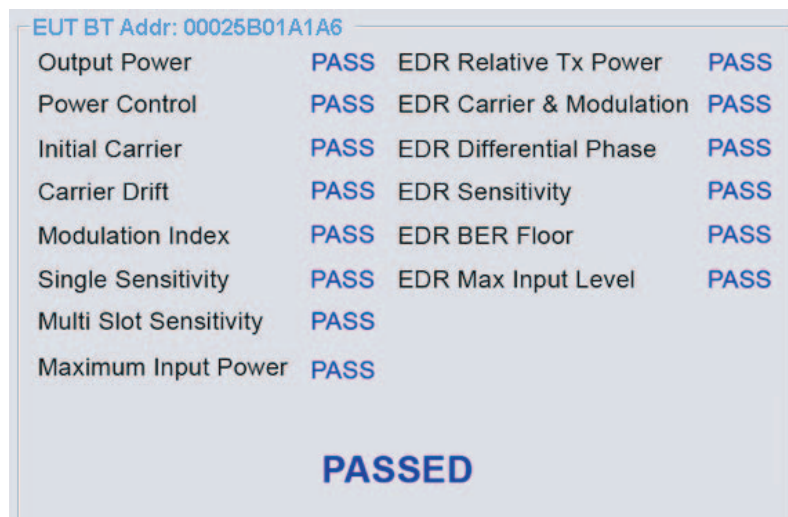 EUT BT Addr: 00025B01A1A6
Output Power PASS EDR Relative Tx Power PASS
Power Control PASS EDR Carrier & Modulation PASS
Initial Carrier PASS EDR Differential Phase PASS
Carrier Drift PASS EDR Sensitivity PASS
Modulation Index PASS EDR BER Floor PASS
Single Sensitivity PASS EDR Max Input Level PASS
Multi Slot Sensitivity PASS
Maximum Input Power PASS
PASSED